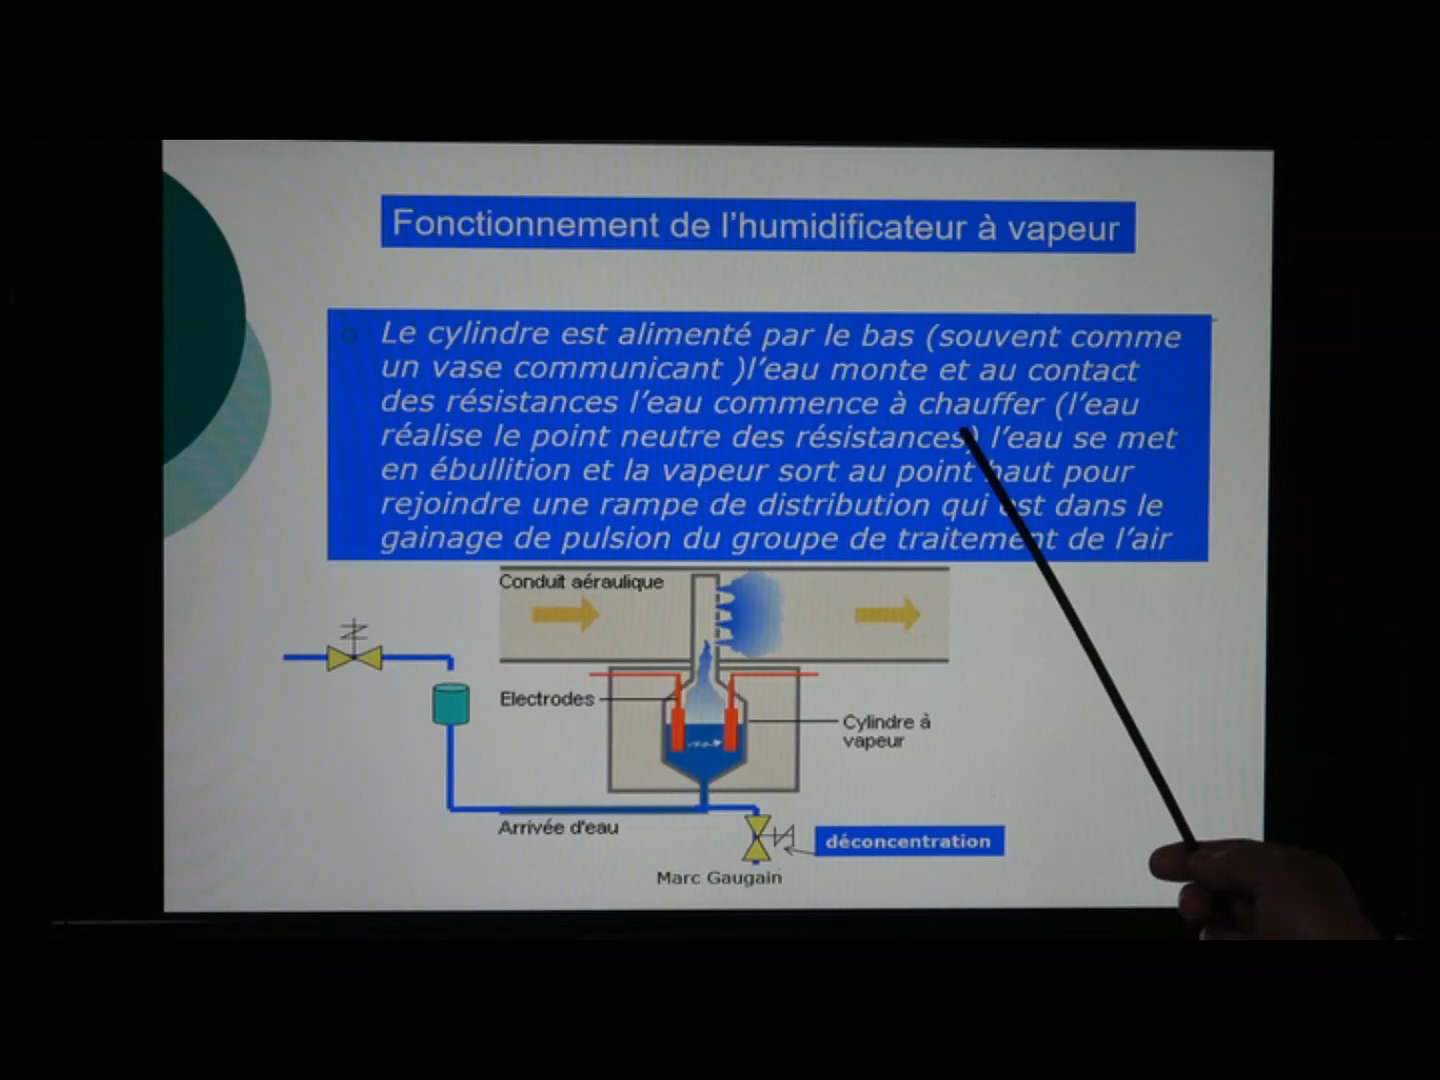 Fonctionnement de l'humidificateur à vapeur
Le cylindre est alimenté par le bas (souvent comme
un vase communicant )l'eau monte et au contact
des résistances l'eau commence à chauffer (l'eau
réalise le point neutre des résistances) l'eau se met
en ébullition et la vapeur sort au point haut pour
rejoindre une rampe de distribution qui est dans le
gainage de pulsion du groupe de traitement de l'air
Conduit aéraulique
Electrodes
Cylindre à
vapeur
Arrivée d'eau
déconcentration
Marc Gaugain